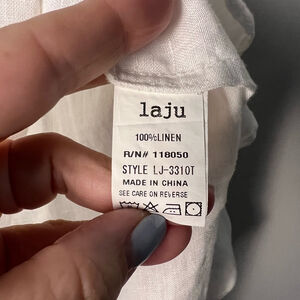 laju
100%LINEN
R/N# 118050
STYLE LJ-3310T
MADE IN CHINA
SEE CARE ON REVERSE